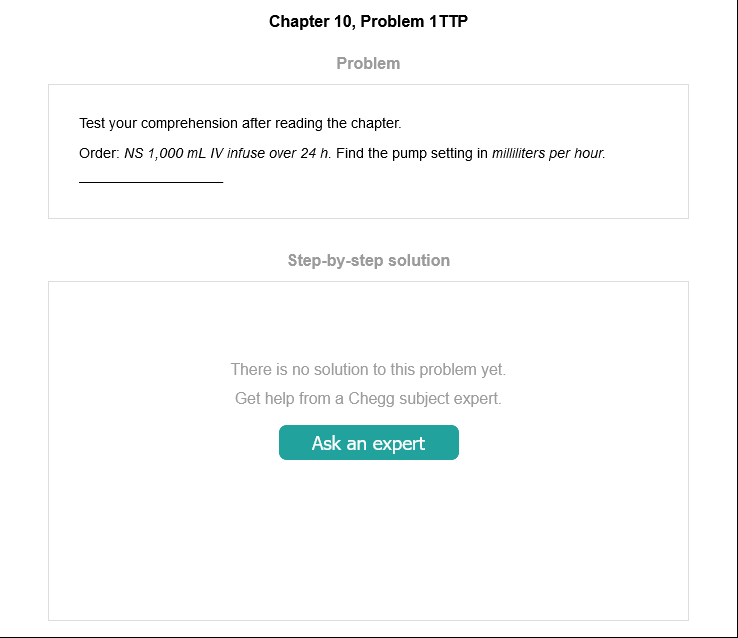 Chapter 10, Problem 1TTP
Problem
Test your comprehension after reading the chapter.
Order: NS 1,000 mL IV infuse over 24 h. Find the pump setting in milliliters per hour.
Step-by-step solution
There is no solution to this problem yet.
Get help from a Chegg subject expert.
Ask an expert